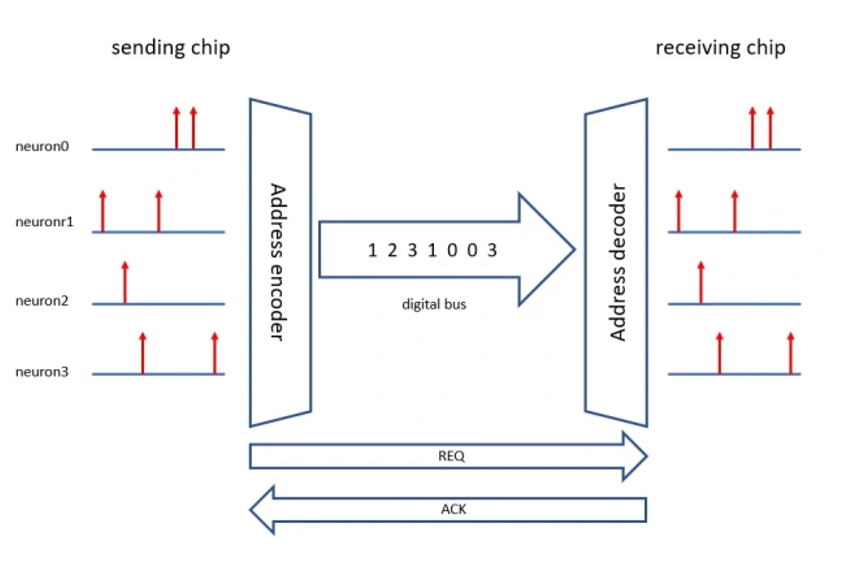 sending chip
receiving chip
neuron0
neuronr1
neuron2
neuron3
Address encoder
1 2 3 1 0 0 3
digital bus
Address decoder
REQ
ACK